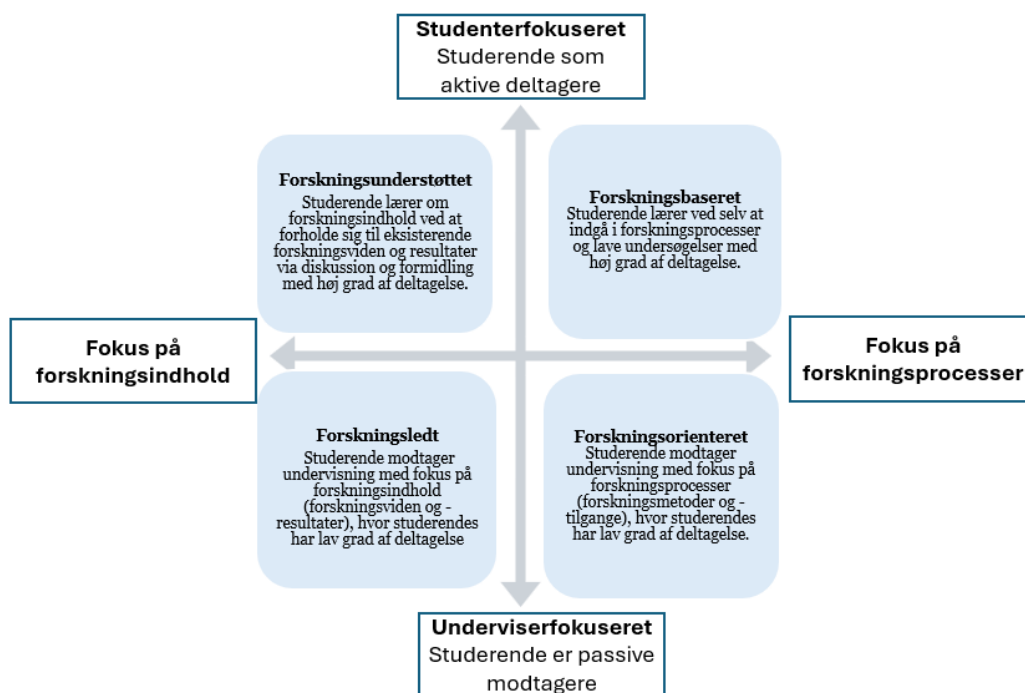 Studenterfokuseret
Studerende som
aktive deltagere
Forskningsunderstøttet
Studerende lærer om
forskningsindhold ved at
forholde sig til eksisterende
forskningsviden og resultater
via diskussion og formidling
med høj grad af deltagelse.
Forskningsbaseret
Studerende lærer ved selv at
indgå i forskningsprocesser
og lave undersøgelser med
høj grad af deltagelse.
Fokus på
forskningsindhold
Fokus på
forskningsprocesser
Forskningsledt
Studerende modtager
undervisning med fokus på
forskningsindhold
(forskningsviden og -
resultater), hvor studerendes
har lav grad af deltagelse
Forskningsorienteret
Studerende modtager
undervisning med fokus på
forskningsprocesser
(forskningsmetoder og -
tilgange), hvor studerendes
har lav grad af deltagelse.
Underviserfokuseret
Studerende er passive
modtagere